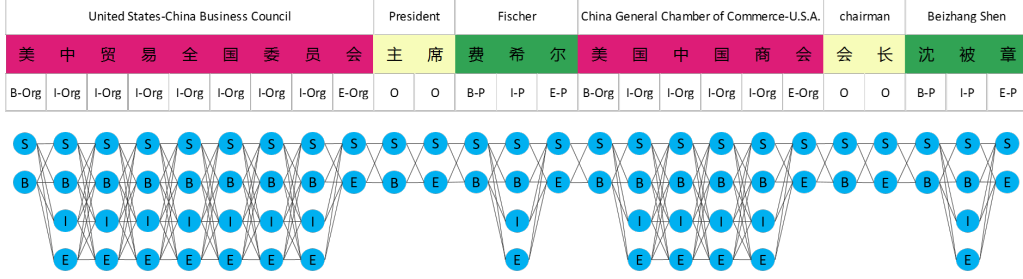 United States-China Business Council President Fischer China General Chamber of Commerce-U.S.A. chairman Beizhang Shen
美 中 贸 易 全 国 委 员 会 主 席 费 希 尔 美 国 中 国 商 会 会 长 沈 被 章
B-Org I-Org I-Org I-Org I-Org I-Org I-Org I-Org E-Org O O B-P I-P E-P B-Org I-Org I-Org I-Org I-Org E-Org O O B-P I-P E-P
S S S S S S S S S S S S S S S S S S S S S S S S S
B B B B B B B B E B E B B E B B B B B E B E B B E
I I I I I I I I I I I I I
E E E E E E E E E E E E E